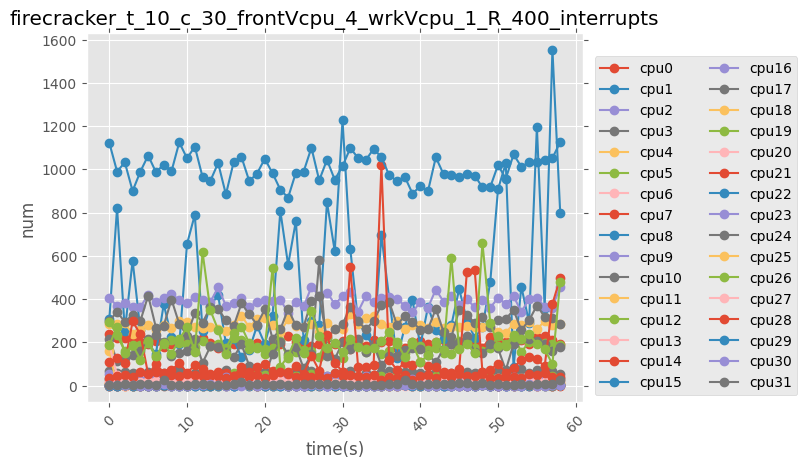 firecracker_t_10_c_30_frontVcpu_4_wrkVcpu_1_R_400_interrupts
1600
1400
1200
1000
800
600
400
200
0
num
0 10 20 30 40 50 60
time(s)
cpu0 cpu16
cpu1 cpu17
cpu2 cpu18
cpu3 cpu19
cpu4 cpu20
cpu5 cpu21
cpu6 cpu22
cpu7 cpu23
cpu8 cpu24
cpu9 cpu25
cpu10 cpu26
cpu11 cpu27
cpu12 cpu28
cpu13 cpu29
cpu14 cpu30
cpu15 cpu31